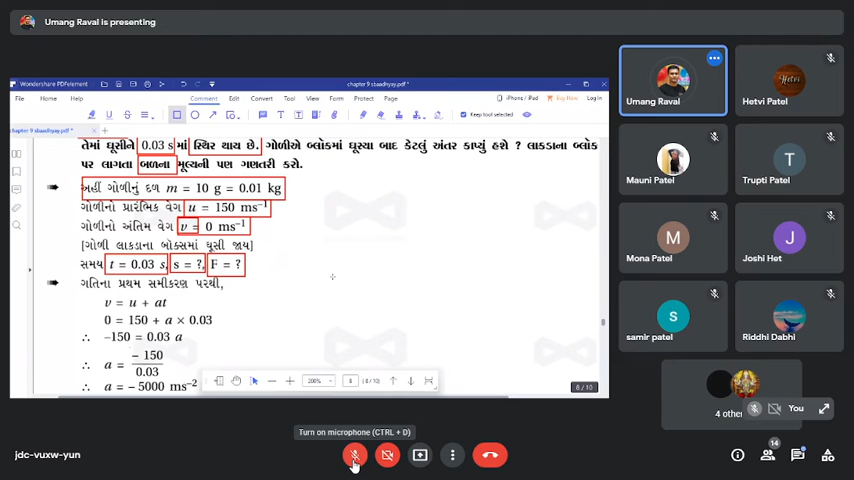 Umang Raval is presenting
Wondershare PDFelement
chapter 9 sbaadhyay.pdf *
File Home Edit Comment Tool View Form Protect Page
iPhone / iPad Buy Now Log In
Keep tool selected
chapter 9 sbaadhyay.pdf *
તેમાં ઘૂસીને 0.03 s માં સ્થિર થાય છે. ગોળીએ બ્લોકમાં ઘૂસ્યા બાદ કેટલું અંતર કાપ્યું હશે ? લાકડાના બ્લોક
પર લાગતા બળના મૂલ્યની પણ ગણતરી કરો.
અહીં ગોળીનું દળ m = 10 g = 0.01 kg
ગોળીનો પ્રારંભિક વેગ u = 150 ms⁻¹
ગોળીનો અંતિમ વેગ v = 0 ms⁻¹
[ગોળી લાકડાના બોક્સમાં ઘૂસી જાય]
સમય t = 0.03 s, s = ?, F = ?
ગતિના પ્રથમ સમીકરણ પરથી,
v = u + at
0 = 150 + a × 0.03
∴ –150 = 0.03 a
∴ a = – 150 / 0.03
∴ a = – 5000 ms⁻²
200% 8 (8/10)
8 / 10
Umang Raval
Hetvi Patel
Mauni Patel
Trupti Patel
T
Mona Patel
M
Joshi Het
J
samir patel
s
Riddhi Dabhi
4 other
You
Turn on microphone (CTRL + D)
jdc-vuxw-yun
14